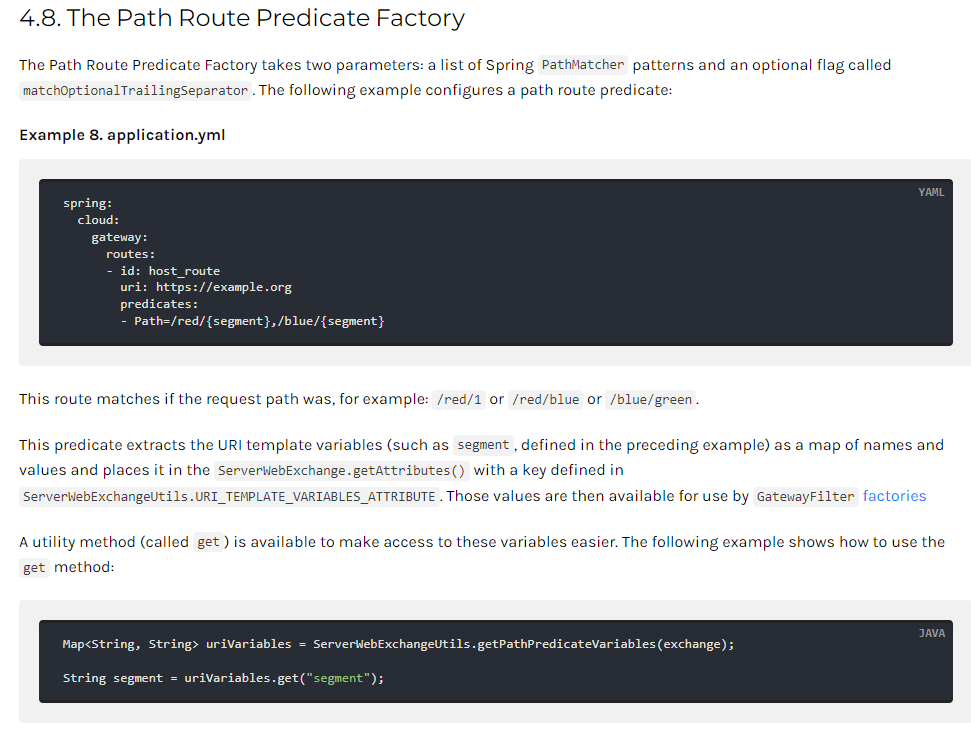 4.8. The Path Route Predicate Factory
The Path Route Predicate Factory takes two parameters: a list of Spring PathMatcher patterns and an optional flag called
matchOptionalTrailingSeparator. The following example configures a path route predicate:
Example 8. application.yml
YAML
spring:
  cloud:
    gateway:
      routes:
      - id: host_route
        uri: https://example.org
        predicates:
        - Path=/red/{segment},/blue/{segment}
This route matches if the request path was, for example: /red/1 or /red/blue or /blue/green.
This predicate extracts the URI template variables (such as segment, defined in the preceding example) as a map of names and
values and places it in the ServerWebExchange.getAttributes() with a key defined in
ServerWebExchangeUtils.URI_TEMPLATE_VARIABLES_ATTRIBUTE. Those values are then available for use by GatewayFilter factories
A utility method (called get) is available to make access to these variables easier. The following example shows how to use the
get method:
JAVA
Map<String, String> uriVariables = ServerWebExchangeUtils.getPathPredicateVariables(exchange);
String segment = uriVariables.get("segment");